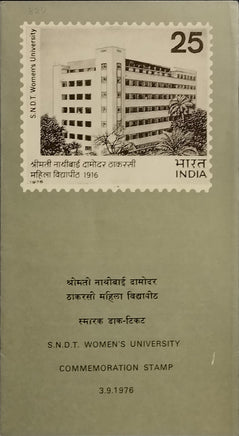 S.N.D.T. Women's University
25
श्रीमती नाथीबाई दामोदर ठाकरसी
महिला विद्यापीठ 1916
भारत
INDIA
1976
श्रीमती नाथीबाई दामोदर
ठाकरसी महिला विद्यापीठ
स्मारक डाक-टिकट
S.N.D.T. WOMEN'S UNIVERSITY
COMMEMORATION STAMP
3.9.1976